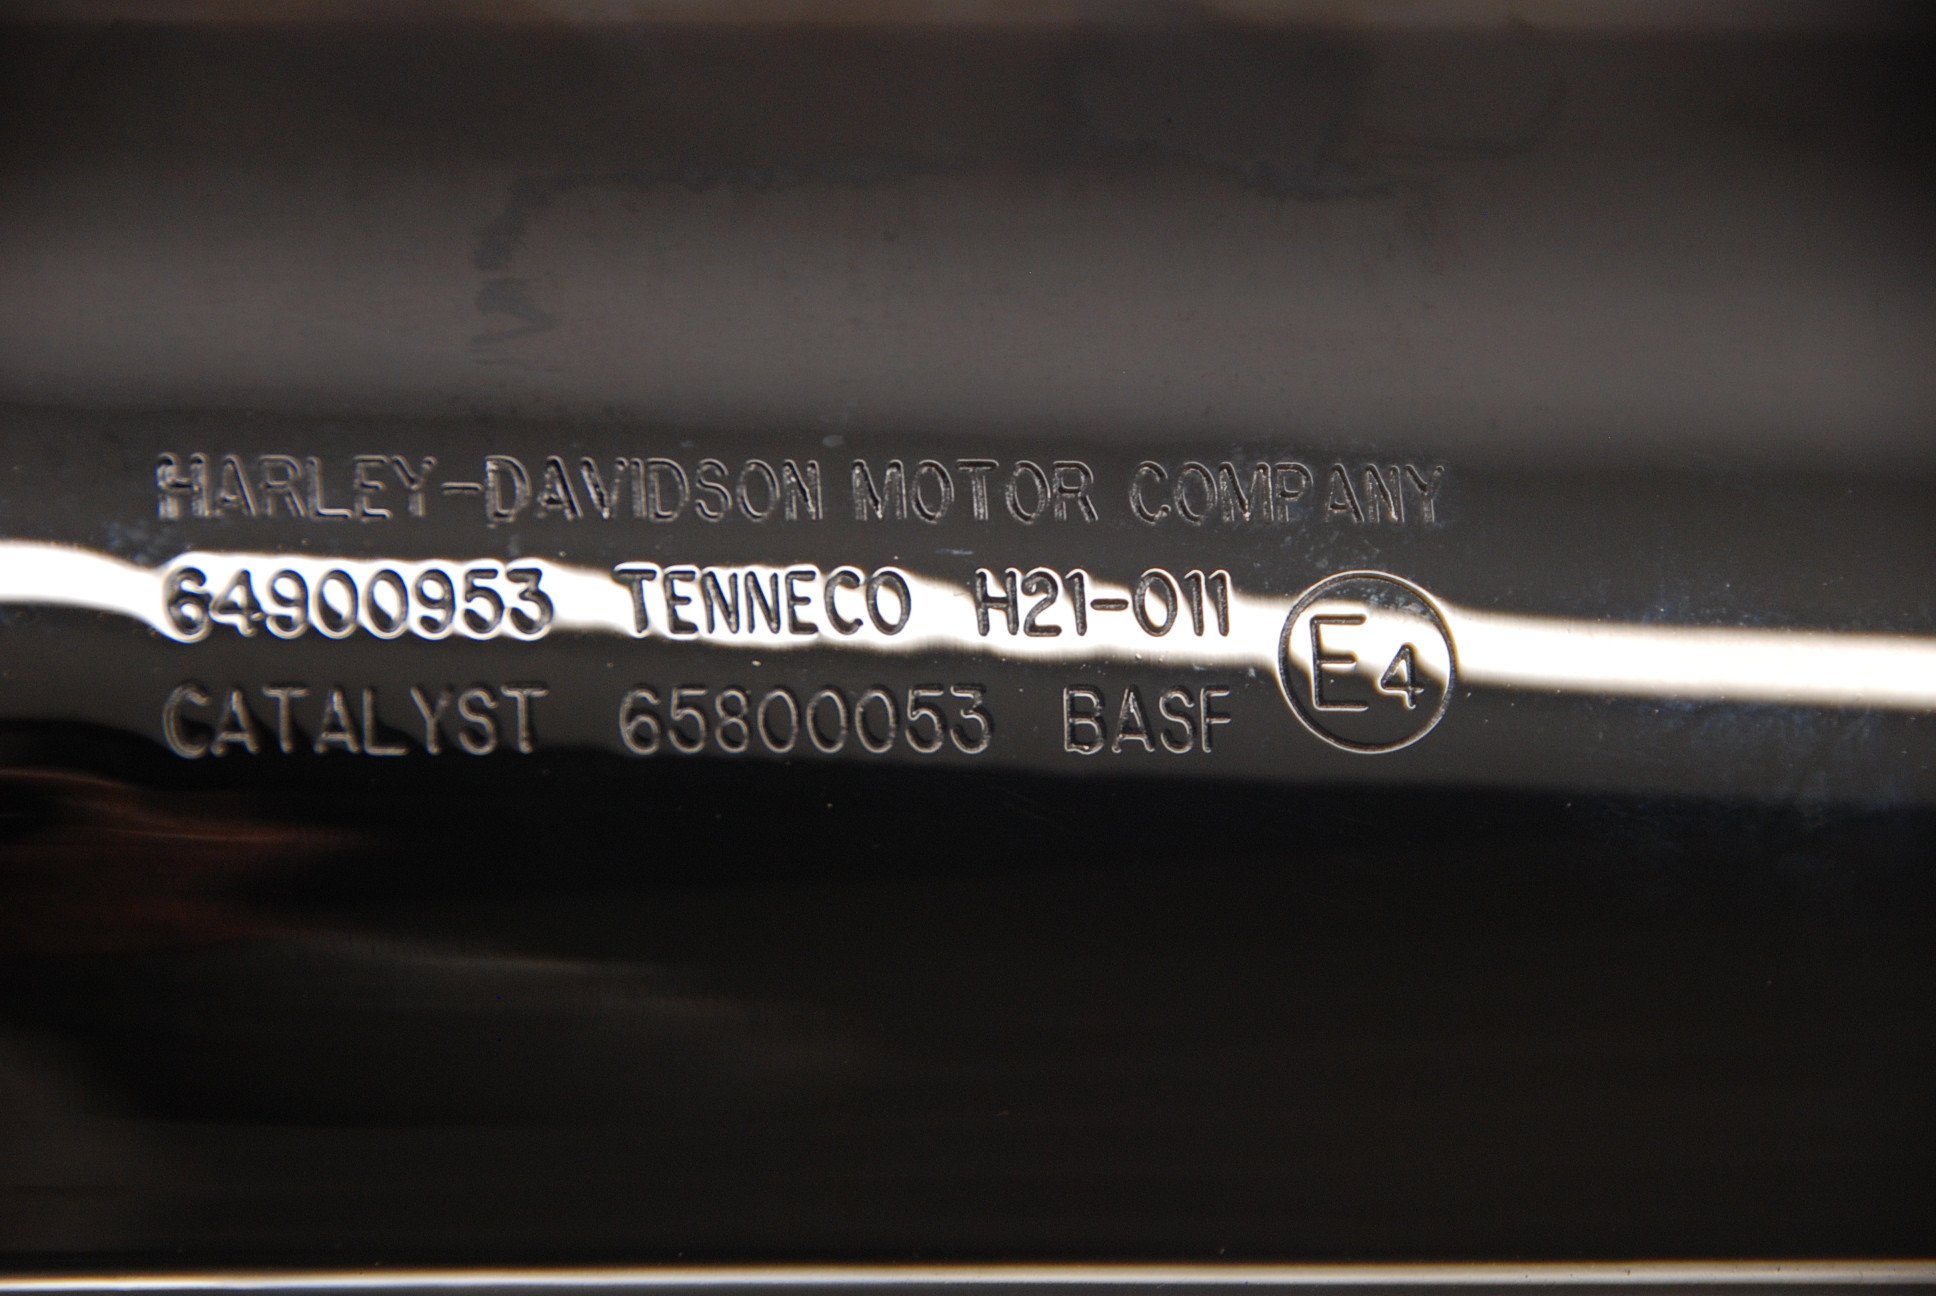 HARLEY-DAVIDSON MOTOR COMPANY
64900953 TENNECO H21-011
E4
CATALYST 65800053 BASF